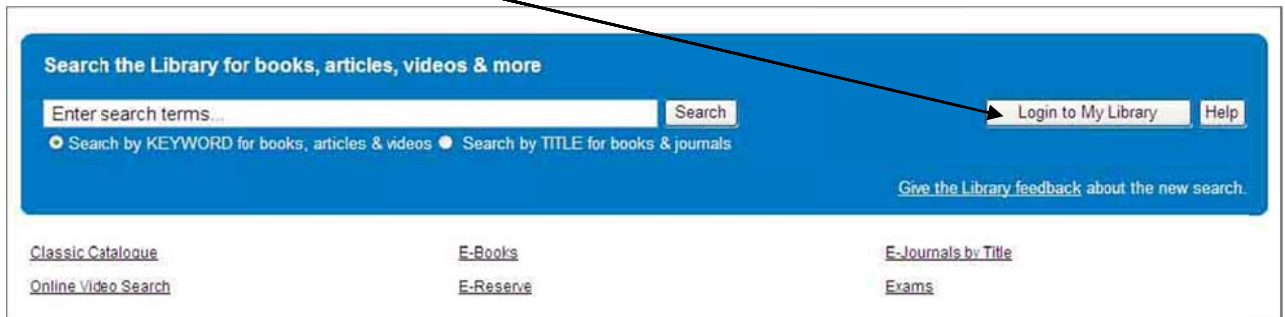 Search the Library for books, articles, videos & more
Enter search terms... Search Login to My Library Help
Search by KEYWORD for books, articles & videos Search by TITLE for books & journals
Give the Library feedback about the new search.
Classic Catalogue E-Books E-Journals by Title
Online Video Search E-Reserve Exams